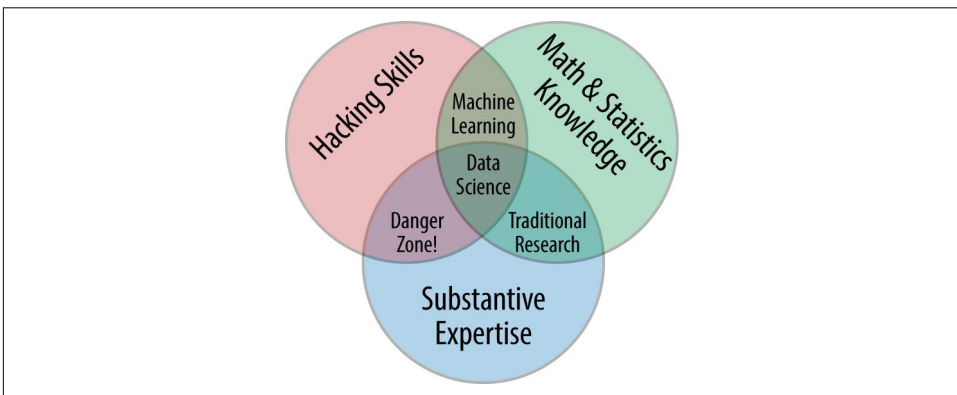 Hacking Skills
Math & Statistics
Knowledge
Machine
Learning
Data
Science
Danger
Zone!
Traditional
Research
Substantive
Expertise